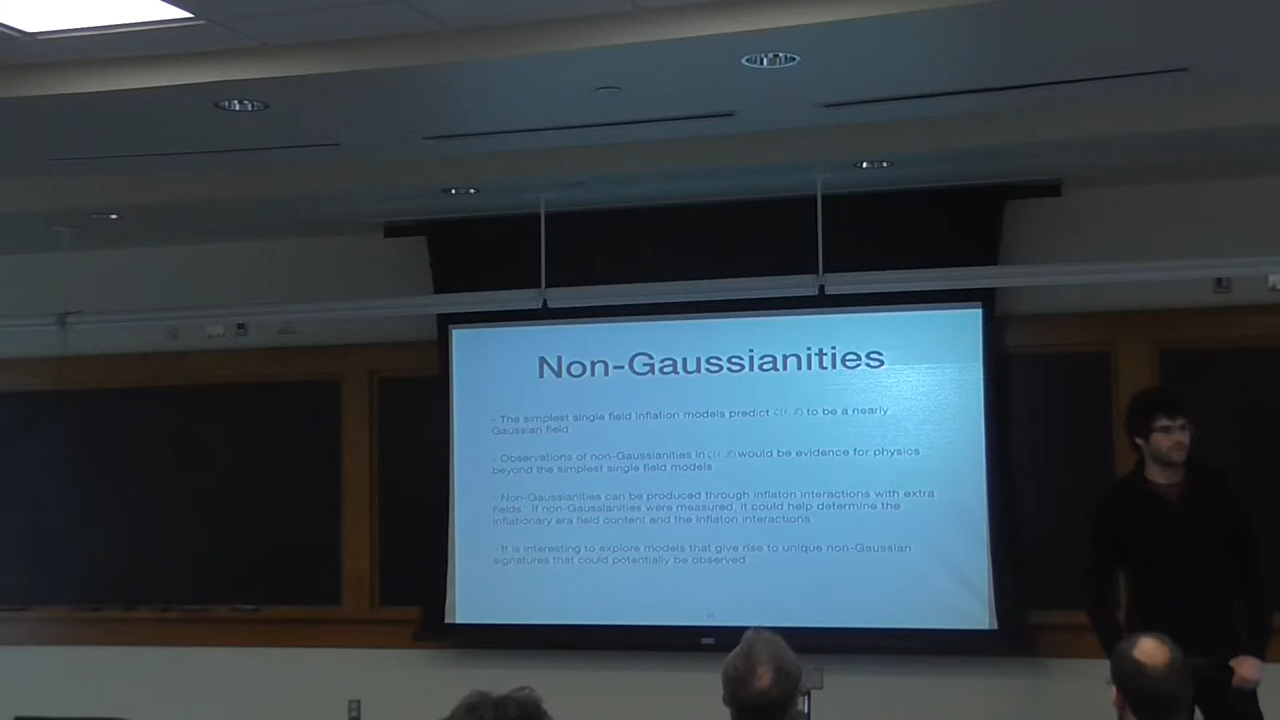 Non-Gaussianities
- The simplest single field inflation models predict to be a nearly
Gaussian field
- Observations of non-Gaussianities in would be evidence for physics
beyond the simplest single field models
- Non-Gaussianities can be produced through inflaton interactions with extra
fields. If non-Gaussianities were measured, it could help determine the
inflationary era field content and the inflaton interactions
- It is interesting to explore models that give rise to unique non-Gaussian
signatures that could potentially be observed